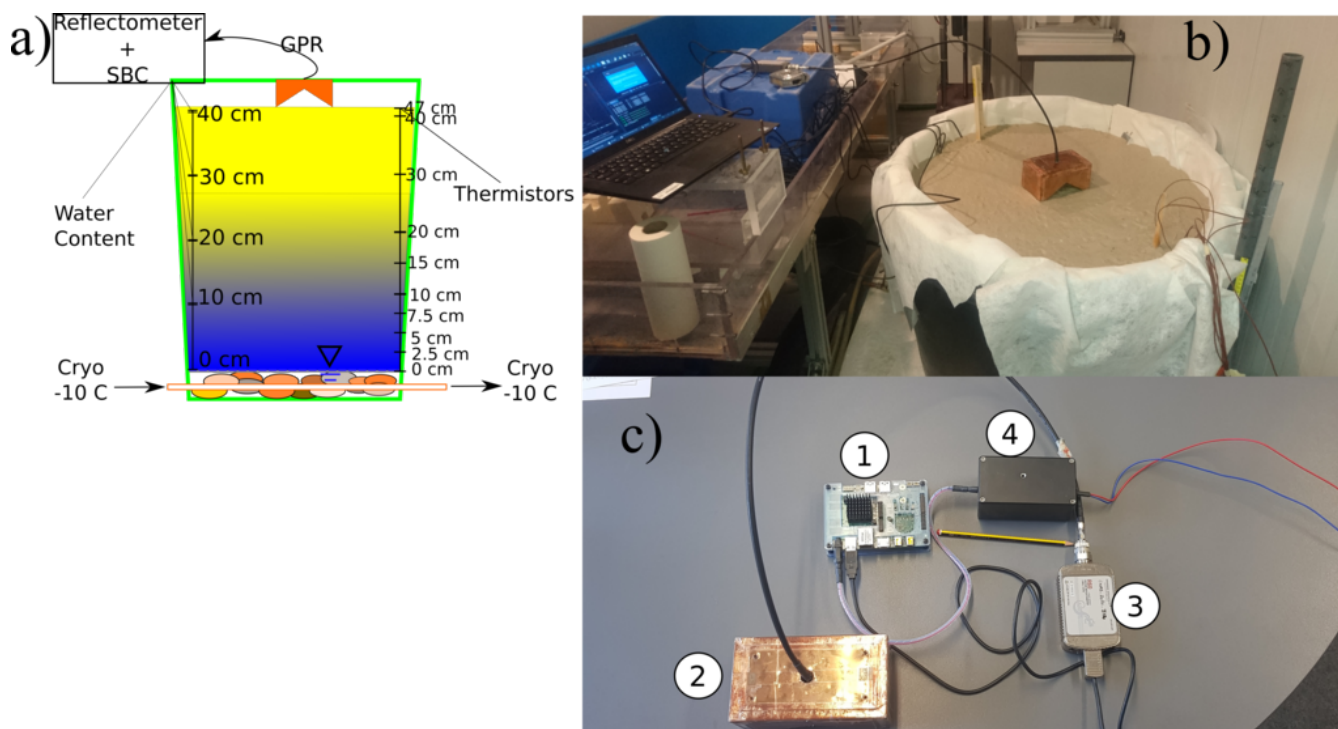 a)
Reflectometer
+
SBC
GPR
40 cm
30 cm
20 cm
10 cm
0 cm
47 cm
40 cm
30 cm
20 cm
15 cm
10 cm
7.5 cm
5 cm
2.5 cm
0 cm
Water
Content
Thermistors
Cryo
-10 C
Cryo
-10 C
b)
c)
1
4
3
2